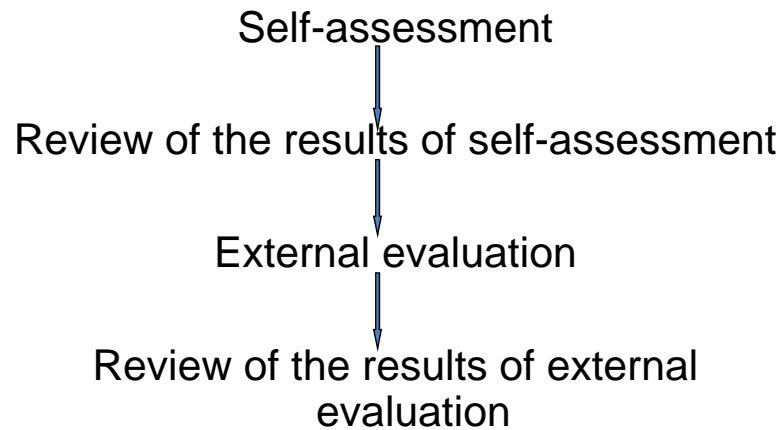 Self-assessment
Review of the results of self-assessment
External evaluation
Review of the results of external
evaluation